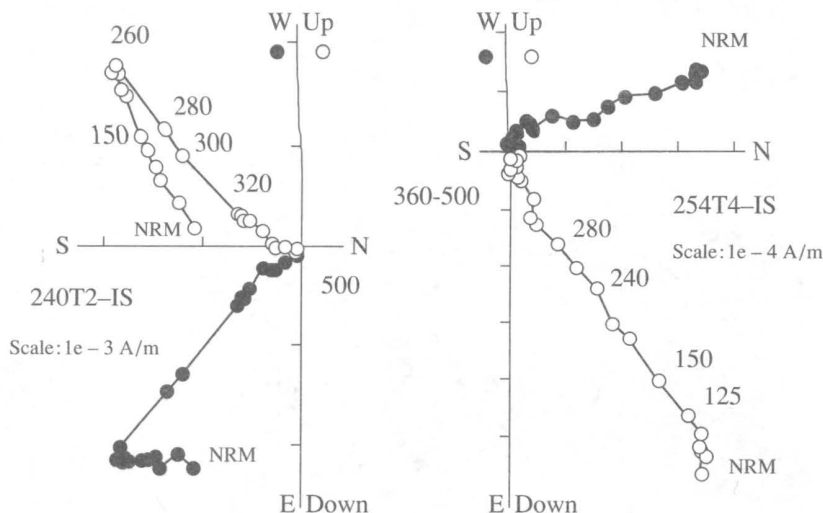 W Up
260
280
150
300
320
NRM
S N
500
240T2–IS
Scale: 1e – 3 A/m
NRM
E Down
W Up
NRM
S N
360-500
254T4–IS
280
Scale: 1e – 4 A/m
240
150
125
NRM
E Down